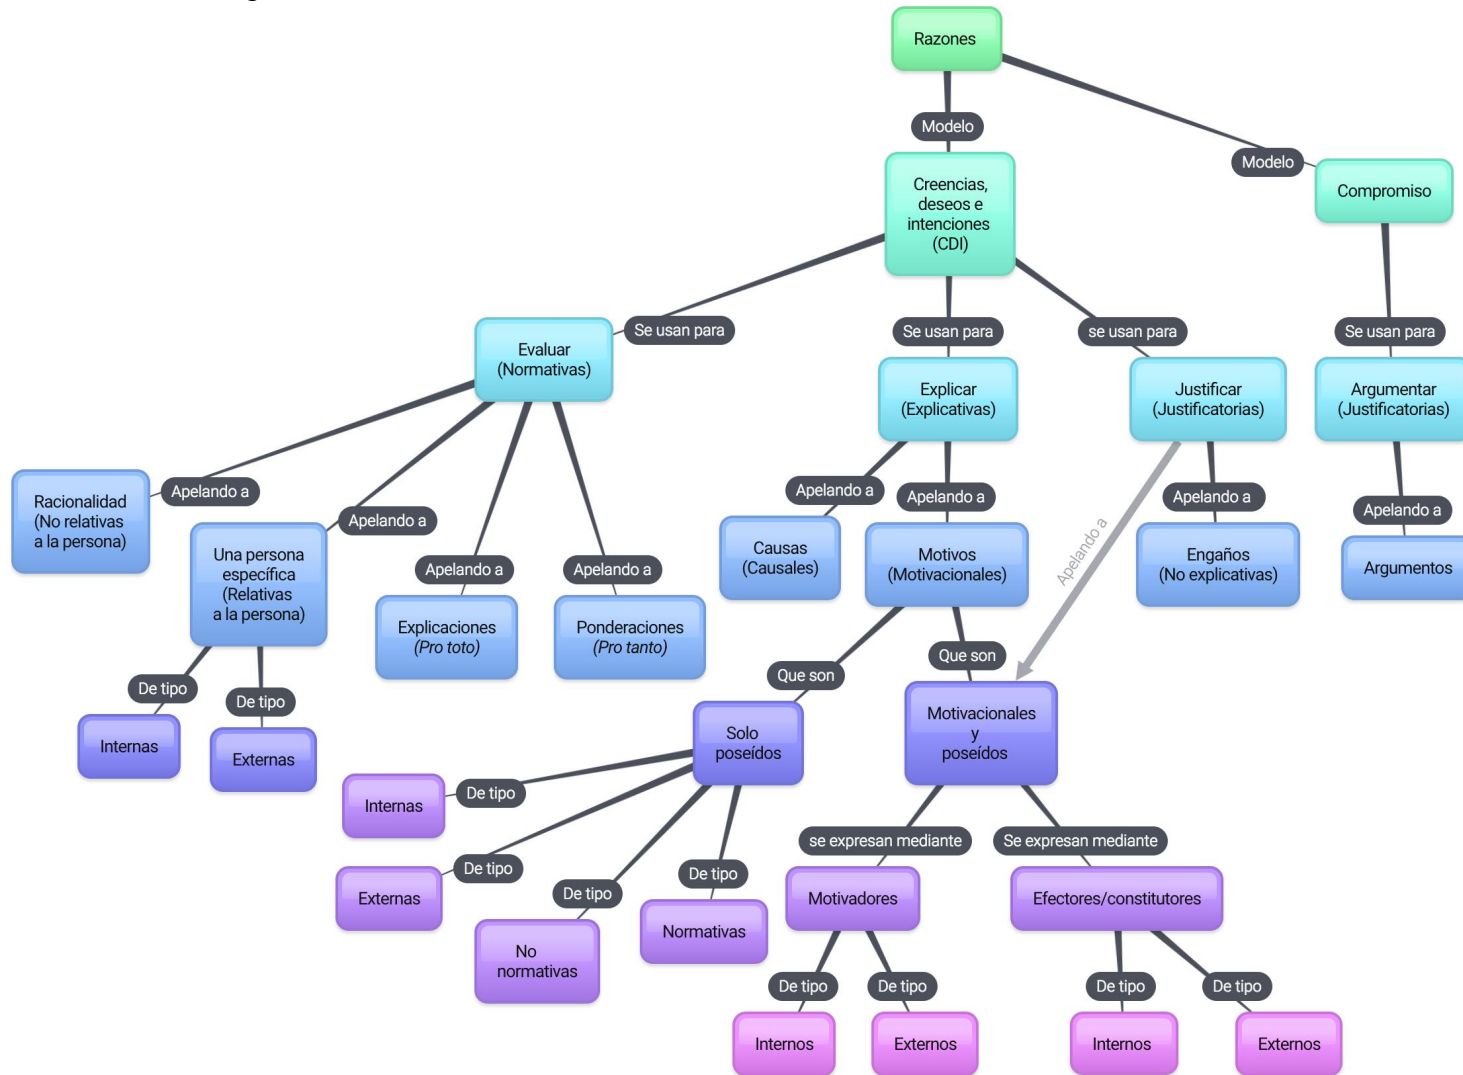 Razones
Modelo
Modelo
Creencias,
deseos e
intenciones
(CDI)
Compromiso
Se usan para
Se usan para
se usan para
Se usan para
Evaluar
(Normativas)
Explicar
(Explicativas)
Justificar
(Justificatorias)
Argumentar
(Justificatorias)
Apelando a
Apelando a
Apelando a
Apelando a
Apelando a
Apelando a
Apelando a
Apelando a
Apelando a
Apelando a
Racionalidad
(No relativas
a la persona)
Una persona
específica
(Relativas
a la persona)
Explicaciones
(Pro toto)
Ponderaciones
(Pro tanto)
Causas
(Causales)
Motivos
(Motivacionales)
Engaños
(No explicativas)
Argumentos
De tipo
De tipo
Internas
Externas
Que son
Que son
Solo
poseídos
Motivacionales
y
poseídos
De tipo
De tipo
De tipo
De tipo
Internas
Externas
No
normativas
Normativas
se expresan mediante
Se expresan mediante
Motivadores
Efectores/constitutores
De tipo
De tipo
De tipo
De tipo
Internos
Externos
Internos
Externos